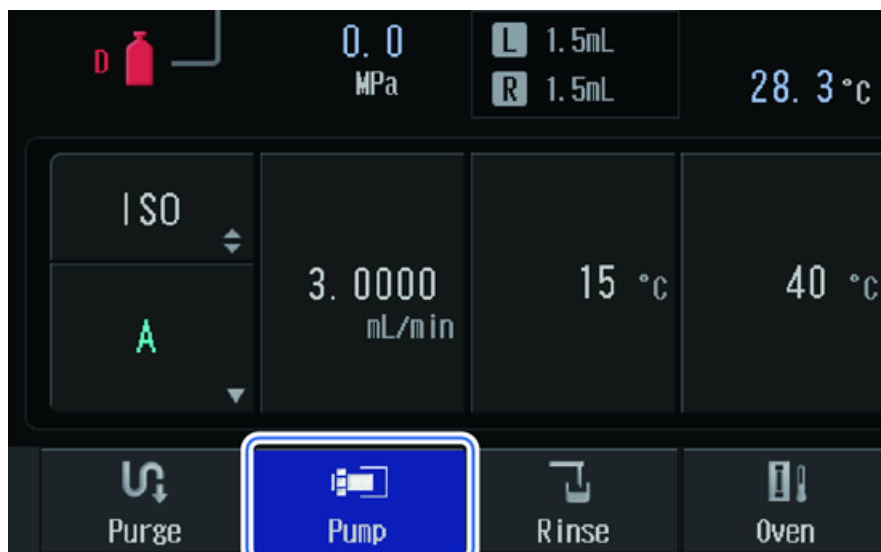 D
0.0
MPa
L 1.5mL
R 1.5mL
28.3°C
ISO
A
3.0000
mL/min
15 °C
40 °C
Purge
Pump
Rinse
Oven